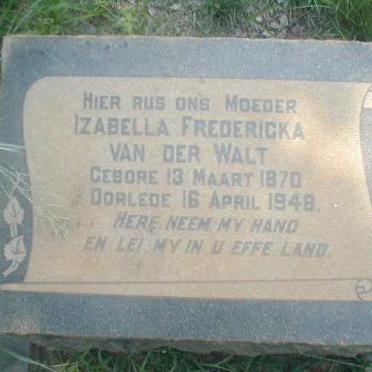 HIER RUS ONS MOEDER
IZABELLA FREDERICKA
VAN DER WALT
GEBORE 13 MAART 1870
OORLEDE 16 APRIL 1948.
HERE NEEM MY HAND
EN LEI MY IN U EFFE LAND.